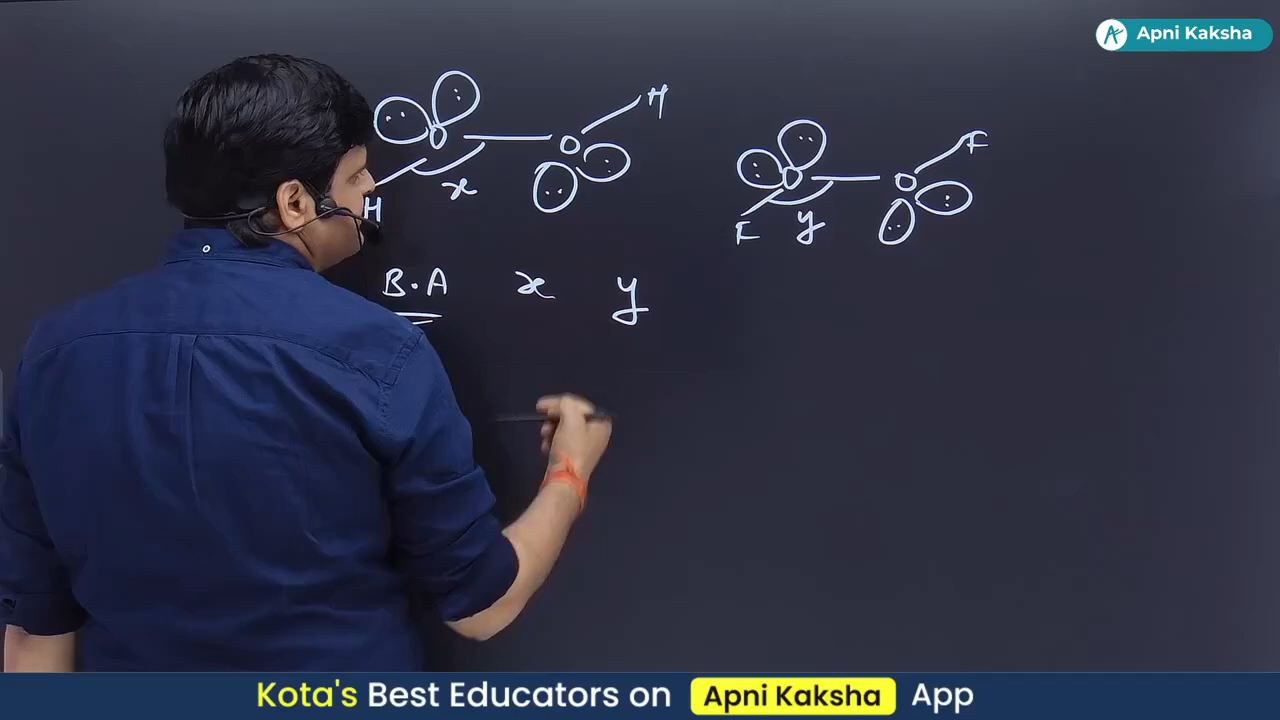 Apni Kaksha
O O H
H x
O O F
F y
B.A x y
Kota's Best Educators on Apni Kaksha App